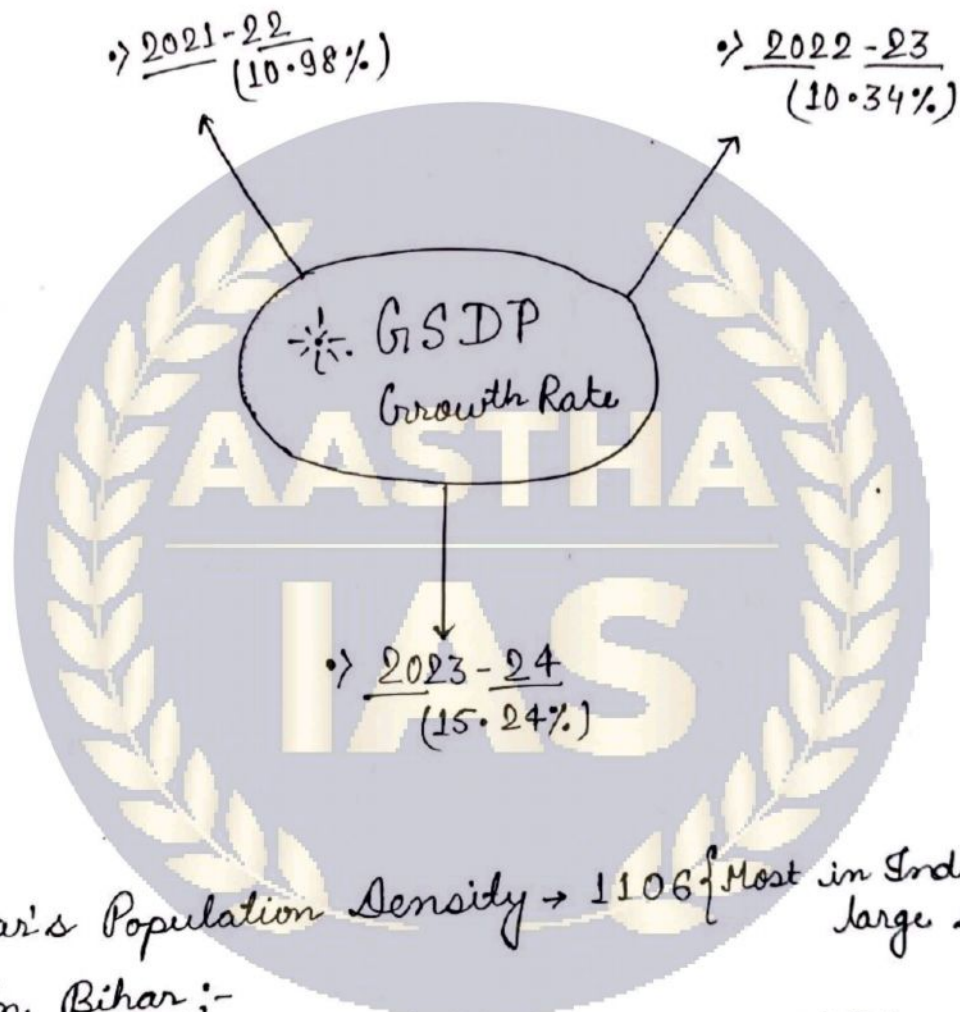 •> 2021-22
(10.98%)
•> 2022-23
(10.34%)
GSDP
Growth Rate
AASTHA
IAS
•> 2023-24
(15.24%)
Population Density → 1106 { Most in
large
Bihar :-